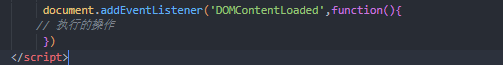 document.addEventListener('DOMContentLoaded',function(){
// 执行的操作
})
</script>